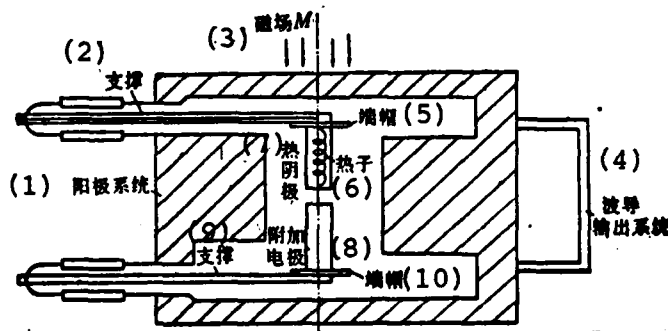 (3) 磁场M
(2)
支撑
端帽 (5)
(7)
热阴极
热子
(6)
(1) 阳极系统
(4)
波导
输出系统
(9)
支撑
附加
电极
(8)
端帽 (10)